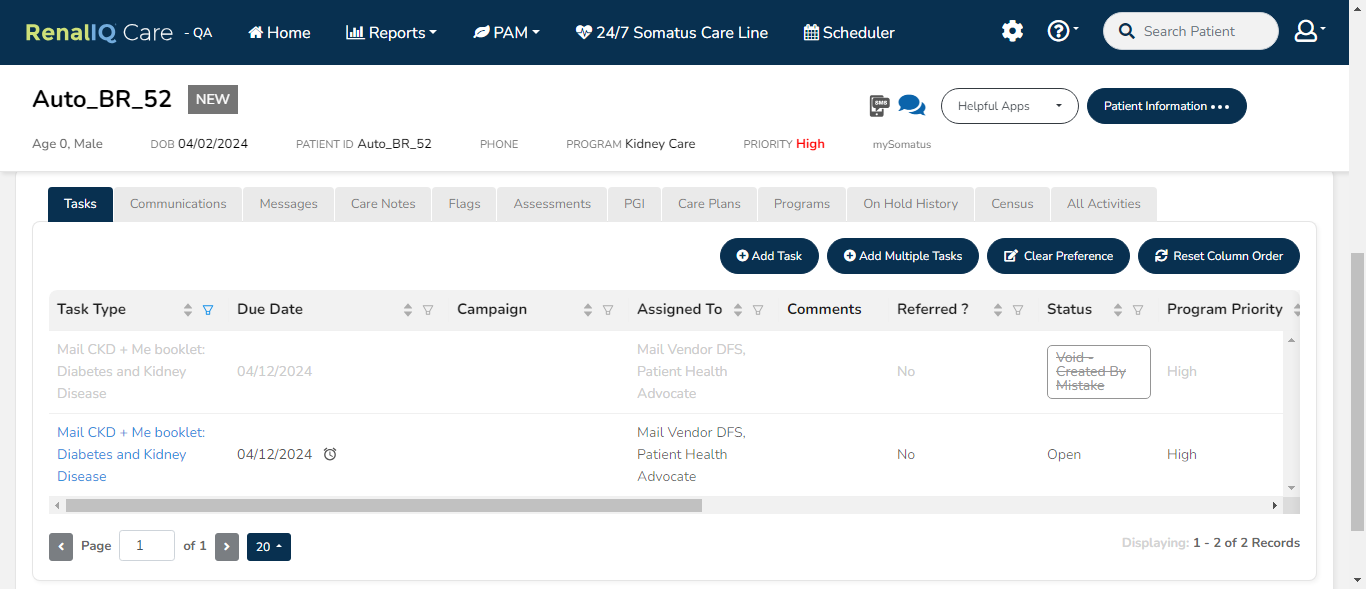 RenalIQ Care - QA Home Reports PAM 24/7 Somatus Care Line Scheduler Search Patient
Auto_BR_52 NEW
SMS Helpful Apps Patient Information •••
Age 0, Male DOB 04/02/2024 PATIENT ID Auto_BR_52 PHONE PROGRAM Kidney Care PRIORITY High mySomatus
Tasks Communications Messages Care Notes Flags Assessments PGI Care Plans Programs On Hold History Census All Activities
Add Task Add Multiple Tasks Clear Preference Reset Column Order
Task Type Due Date Campaign Assigned To Comments Referred ? Status Program Priority
Mail CKD + Me booklet:
Diabetes and Kidney
Disease
04/12/2024
Mail Vendor DFS,
Patient Health
Advocate
No
Void -
Created By
Mistake
High
Mail CKD + Me booklet:
Diabetes and Kidney
Disease
04/12/2024
Mail Vendor DFS,
Patient Health
Advocate
No
Open
High
Page 1 of 1 20
Displaying: 1 - 2 of 2 Records